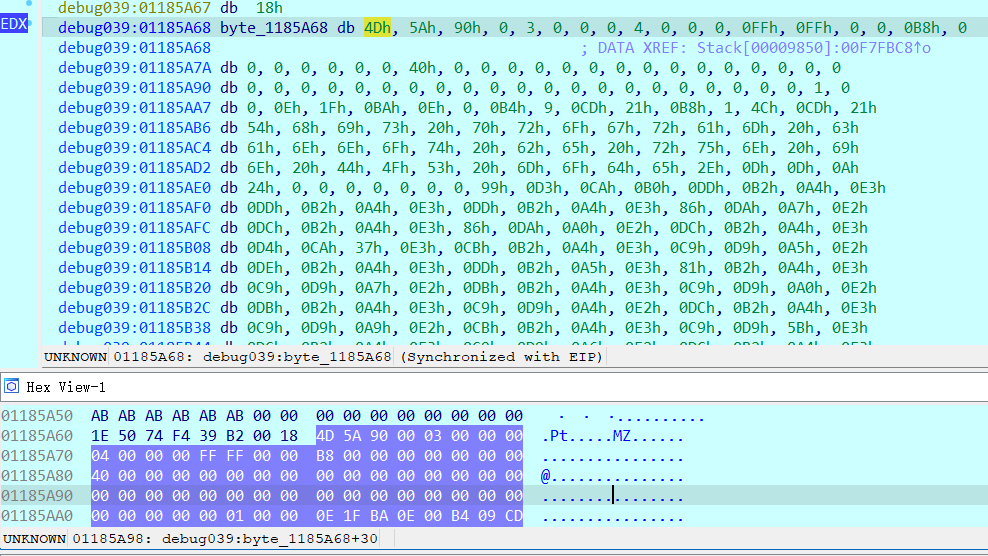 debug039:01185A67 db 18h
EDX
debug039:01185A68 byte_1185A68 db 4Dh, 5Ah, 90h, 0, 3, 0, 0, 0, 4, 0, 0, 0, 0FFh, 0FFh, 0, 0, 0B8h, 0
debug039:01185A68 ; DATA XREF: Stack[00009850]:00F7FBC8↑o
debug039:01185A7A db 0, 0, 0, 0, 0, 0, 40h, 0, 0, 0, 0, 0, 0, 0, 0, 0, 0, 0, 0, 0, 0, 0
debug039:01185A90 db 0, 0, 0, 0, 0, 0, 0, 0, 0, 0, 0, 0, 0, 0, 0, 0, 0, 0, 0, 0, 0, 1, 0
debug039:01185AA7 db 0, 0Eh, 1Fh, 0BAh, 0Eh, 0, 0B4h, 9, 0CDh, 21h, 0B8h, 1, 4Ch, 0CDh, 21h
debug039:01185AB6 db 54h, 68h, 69h, 73h, 20h, 70h, 72h, 6Fh, 67h, 72h, 61h, 6Dh, 20h, 63h
debug039:01185AC4 db 61h, 6Eh, 6Eh, 6Fh, 74h, 20h, 62h, 65h, 20h, 72h, 75h, 6Eh, 20h, 69h
debug039:01185AD2 db 6Eh, 20h, 44h, 4Fh, 53h, 20h, 6Dh, 6Fh, 64h, 65h, 2Eh, 0Dh, 0Dh, 0Ah
debug039:01185AE0 db 24h, 0, 0, 0, 0, 0, 0, 0, 99h, 0D3h, 0CAh, 0B0h, 0DDh, 0B2h, 0A4h, 0E3h
debug039:01185AF0 db 0DDh, 0B2h, 0A4h, 0E3h, 0DDh, 0B2h, 0A4h, 0E3h, 86h, 0DAh, 0A7h, 0E2h
debug039:01185AFC db 0DCh, 0B2h, 0A4h, 0E3h, 86h, 0DAh, 0A0h, 0E2h, 0DCh, 0B2h, 0A4h, 0E3h
debug039:01185B08 db 0D4h, 0CAh, 37h, 0E3h, 0CBh, 0B2h, 0A4h, 0E3h, 0C9h, 0D9h, 0A5h, 0E2h
debug039:01185B14 db 0DEh, 0B2h, 0A4h, 0E3h, 0DDh, 0B2h, 0A5h, 0E3h, 81h, 0B2h, 0A4h, 0E3h
debug039:01185B20 db 0C9h, 0D9h, 0A7h, 0E2h, 0DBh, 0B2h, 0A4h, 0E3h, 0C9h, 0D9h, 0A0h, 0E2h
debug039:01185B2C db 0DBh, 0B2h, 0A4h, 0E3h, 0C9h, 0D9h, 0A4h, 0E2h, 0DCh, 0B2h, 0A4h, 0E3h
debug039:01185B38 db 0C9h, 0D9h, 0A9h, 0E2h, 0CBh, 0B2h, 0A4h, 0E3h, 0C9h, 0D9h, 5Bh, 0E3h
UNKNOWN 01185A68: debug039:byte_1185A68 (Synchronized with EIP)
Hex View-1
01185A50 AB AB AB AB AB AB 00 00 00 00 00 00 00 00 00 00 . . ...........
01185A60 1E 50 74 F4 39 B2 00 18 4D 5A 90 00 03 00 00 00 .Pt.....MZ......
01185A70 04 00 00 00 FF FF 00 00 B8 00 00 00 00 00 00 00 ................
01185A80 40 00 00 00 00 00 00 00 00 00 00 00 00 00 00 00 @...............
01185A90 00 00 00 00 00 00 00 00 00 00 00 00 00 00 00 00 ................
01185AA0 00 00 00 00 00 01 00 00 0E 1F BA 0E 00 B4 09 CD ................
UNKNOWN 01185A98: debug039:byte_1185A68+30